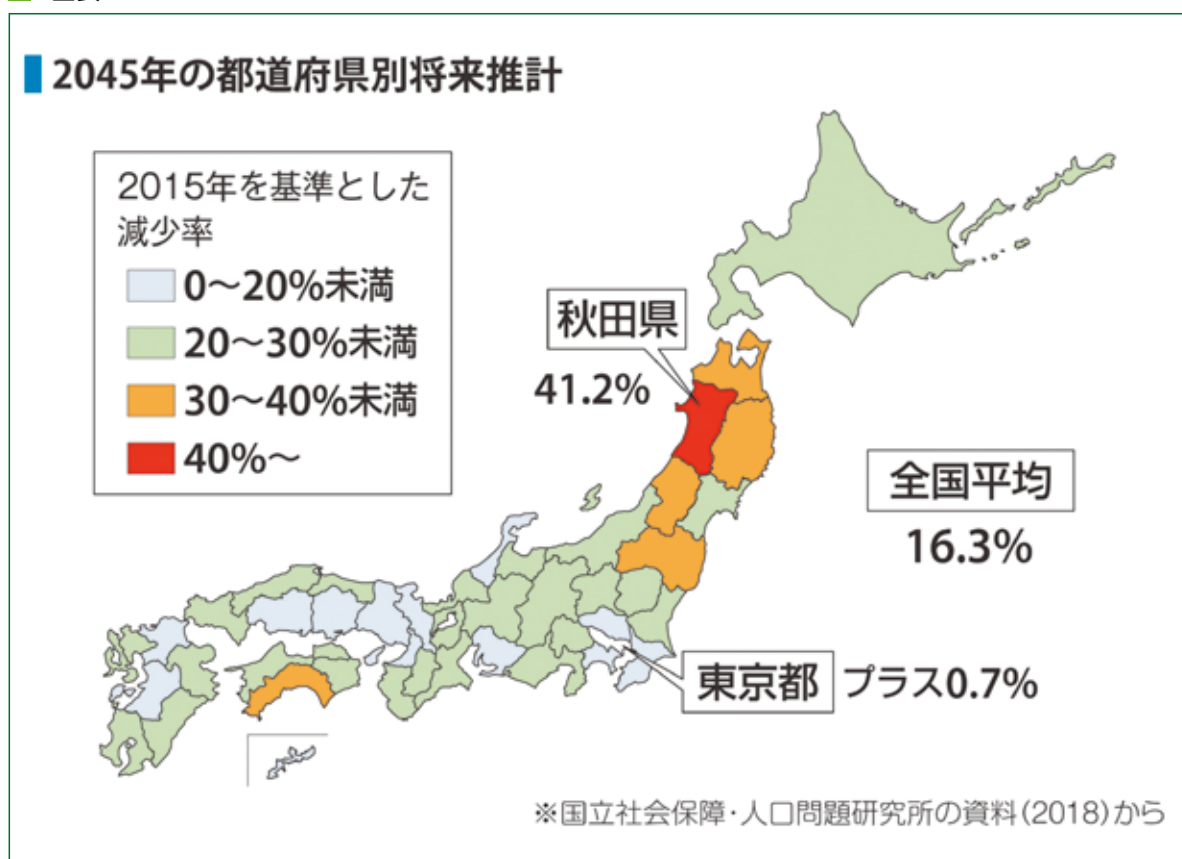 2045年の都道府県別将来推計
2015年を基準とした
減少率
0〜20%未満
20〜30%未満
30〜40%未満
40%〜
秋田県
41.2%
全国平均
16.3%
東京都 プラス0.7%
※国立社会保障・人口問題研究所の資料(2018)から